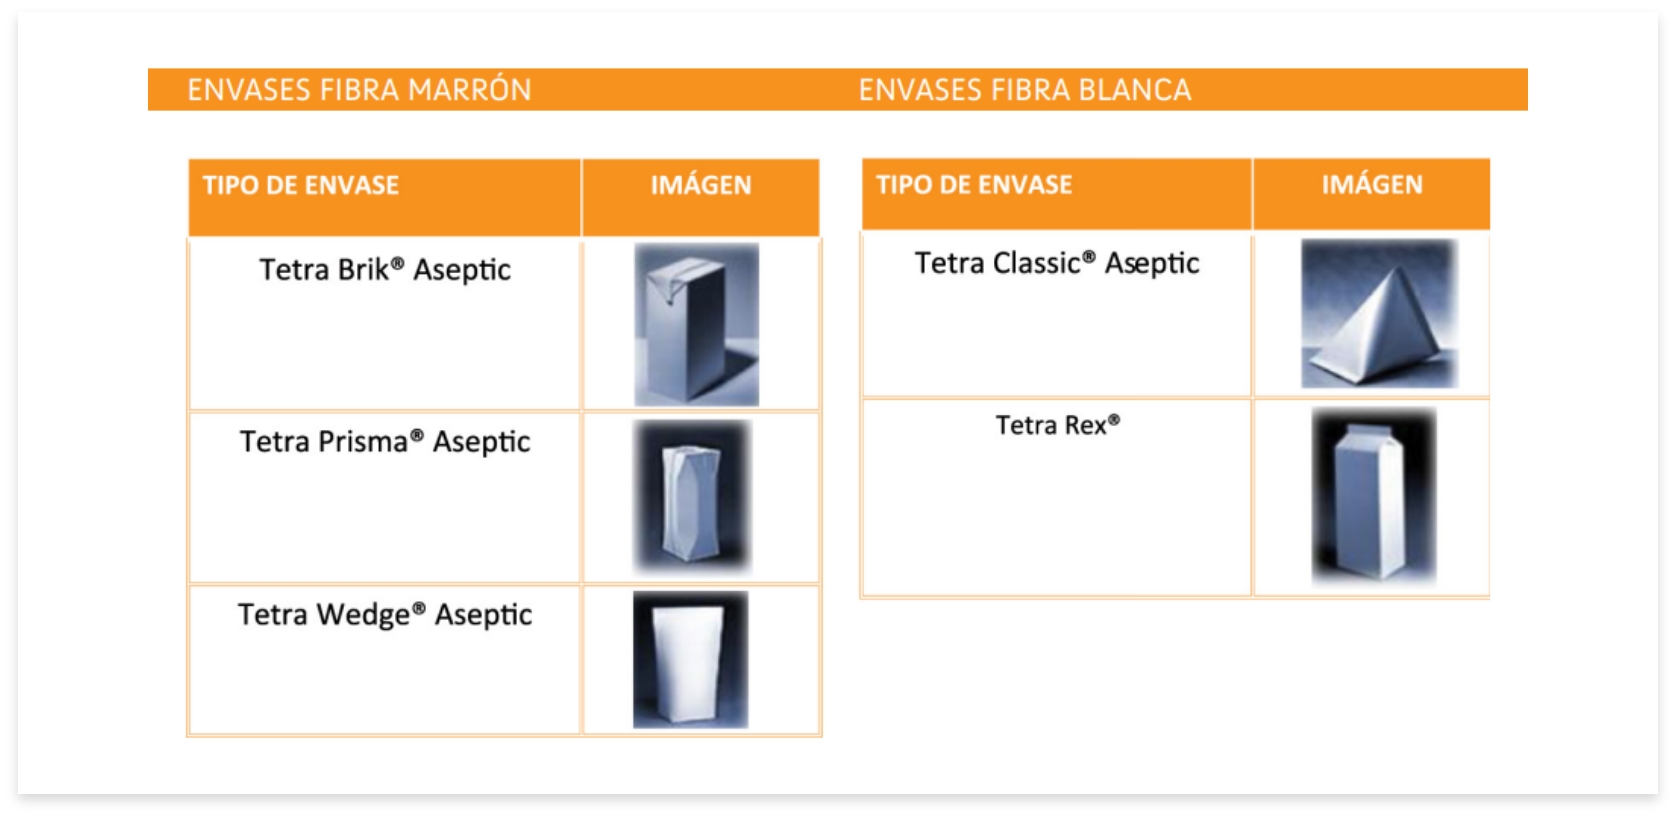 ENVASES FIBRA MARRÓN
TIPO DE ENVASE IMÁGEN
Tetra Brik® Aseptic
Tetra Prisma® Aseptic
Tetra Wedge® Aseptic
ENVASES FIBRA BLANCA
TIPO DE ENVASE IMÁGEN
Tetra Classic® Aseptic
Tetra Rex®